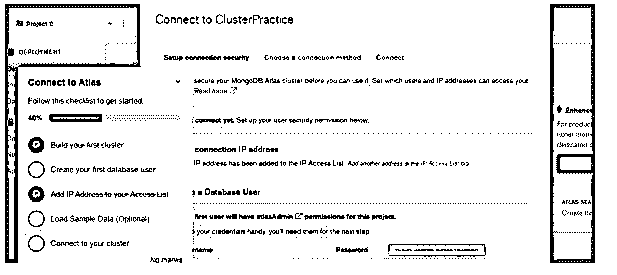 Project 0
Connect to ClusterPractice
DEPLOYMENT
Setup connection security Choose a connection method Connect
Connect to Atlas
secure your MongoDB Atlas cluster before you can use it. Set which users and IP addresses can access your
Read more
Follow this checklist to get started.
40%
connect yet. Set up your user security permission below.
Build your first cluster
connection IP address
IP address has been added to the IP Access List. Add another address in the IP Access List tab.
Create your first database user
Add IP Address to your Access List
a Database User
Load Sample Data (Optional)
first user will have atlasAdmin permissions for this project.
your credentials handy, you'll need them for the next step.
Connect to your cluster
name Password
No thanks
Enhance
For product
dedicated
ATLAS SEA